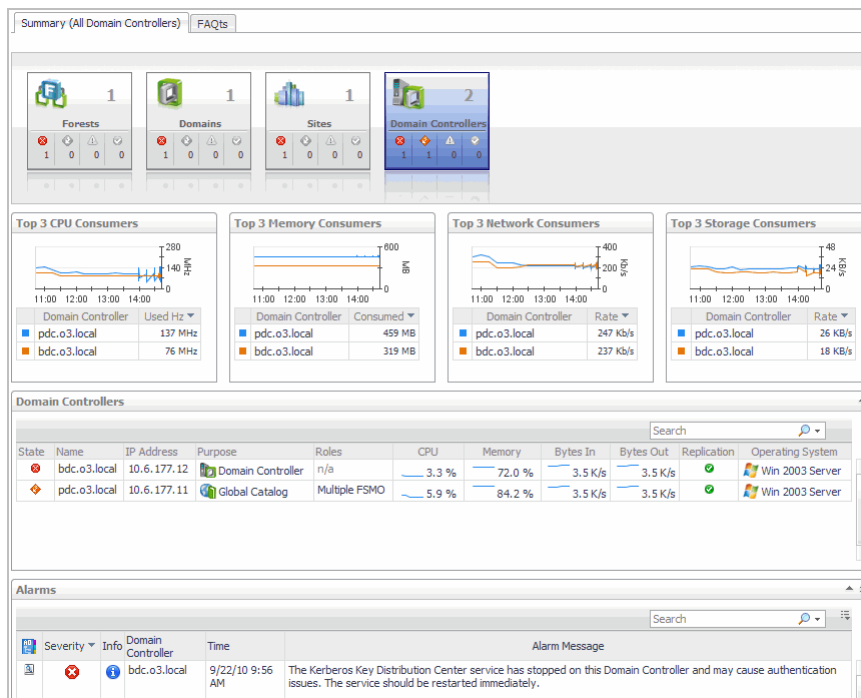 Summary (All Domain Controllers) FAQts
1 1 1 2
Forests Domains Sites Domain Controllers
1 0 0 0 1 0 0 0 1 0 0 0 1 1 0 0
Top 3 CPU Consumers Top 3 Memory Consumers Top 3 Network Consumers Top 3 Storage Consumers
280 600 400 48
140 MHz MB 200 Kb/s 24 KB/s
0 0 0 0
11:00 12:00 13:00 14:00 11:00 12:00 13:00 14:00 11:00 12:00 13:00 14:00 11:00 12:00 13:00 14:00
Domain Controller Used Hz Domain Controller Consumed Domain Controller Rate Domain Controller Rate
pdc.o3.local 137 MHz pdc.o3.local 459 MB pdc.o3.local 247 Kb/s pdc.o3.local 26 KB/s
bdc.o3.local 76 MHz bdc.o3.local 319 MB bdc.o3.local 237 Kb/s bdc.o3.local 18 KB/s
Domain Controllers
Search
State Name IP Address Purpose Roles CPU Memory Bytes In Bytes Out Replication Operating System
bdc.o3.local 10.6.177.12 Domain Controller n/a 3.3 % 72.0 % 3.5 K/s 3.5 K/s Win 2003 Server
pdc.o3.local 10.6.177.11 Global Catalog Multiple FSMO 5.9 % 84.2 % 3.5 K/s 3.5 K/s Win 2003 Server
Alarms
Search
Severity Info Domain Controller Time Alarm Message
bdc.o3.local 9/22/10 9:56 The Kerberos Key Distribution Center service has stopped on this Domain Controller and may cause authentication
AM issues. The service should be restarted immediately.